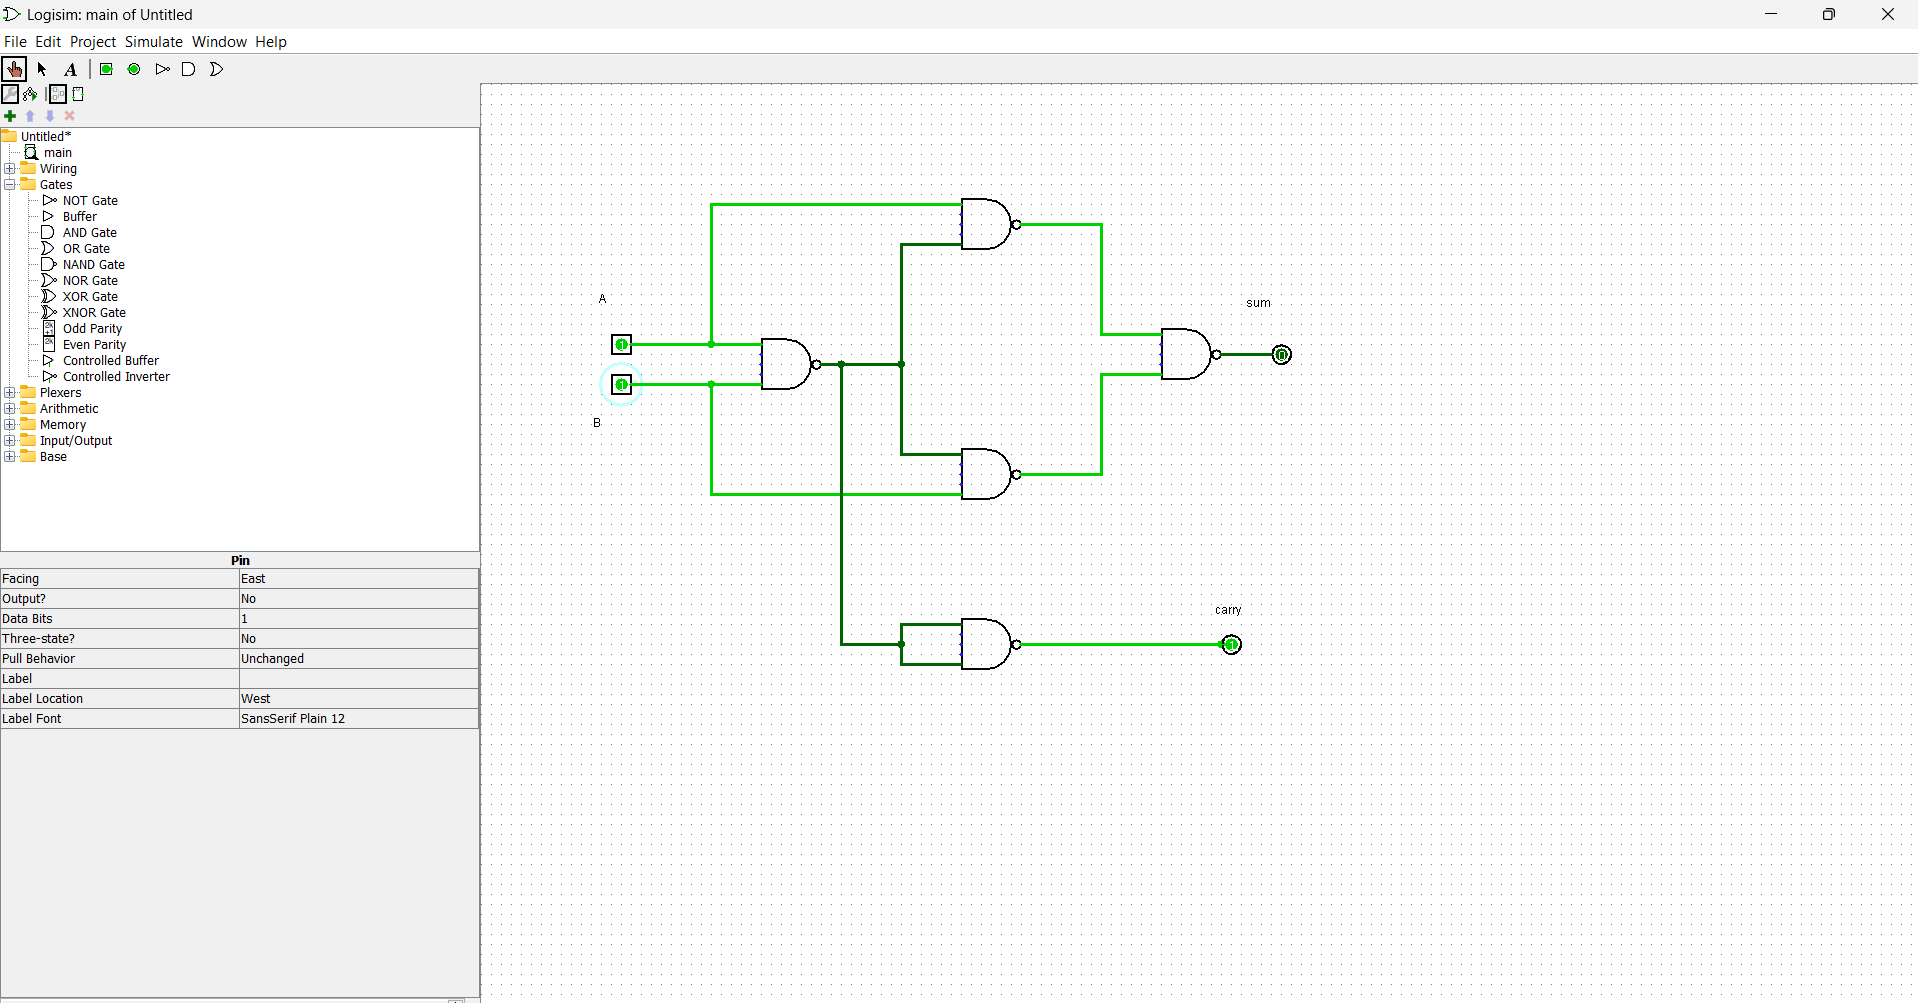 Logisim: main of Untitled
File Edit Project Simulate Window Help
A
Untitled*
main
Wiring
Gates
NOT Gate
Buffer
AND Gate
OR Gate
NAND Gate
NOR Gate
XOR Gate
XNOR Gate
Odd Parity
Even Parity
Controlled Buffer
Controlled Inverter
Plexers
Arithmetic
Memory
Input/Output
Base
Pin
Facing East
Output? No
Data Bits 1
Three-state? No
Pull Behavior Unchanged
Label
Label Location West
Label Font SansSerif Plain 12
A
1
1
B
sum
0
carry
1